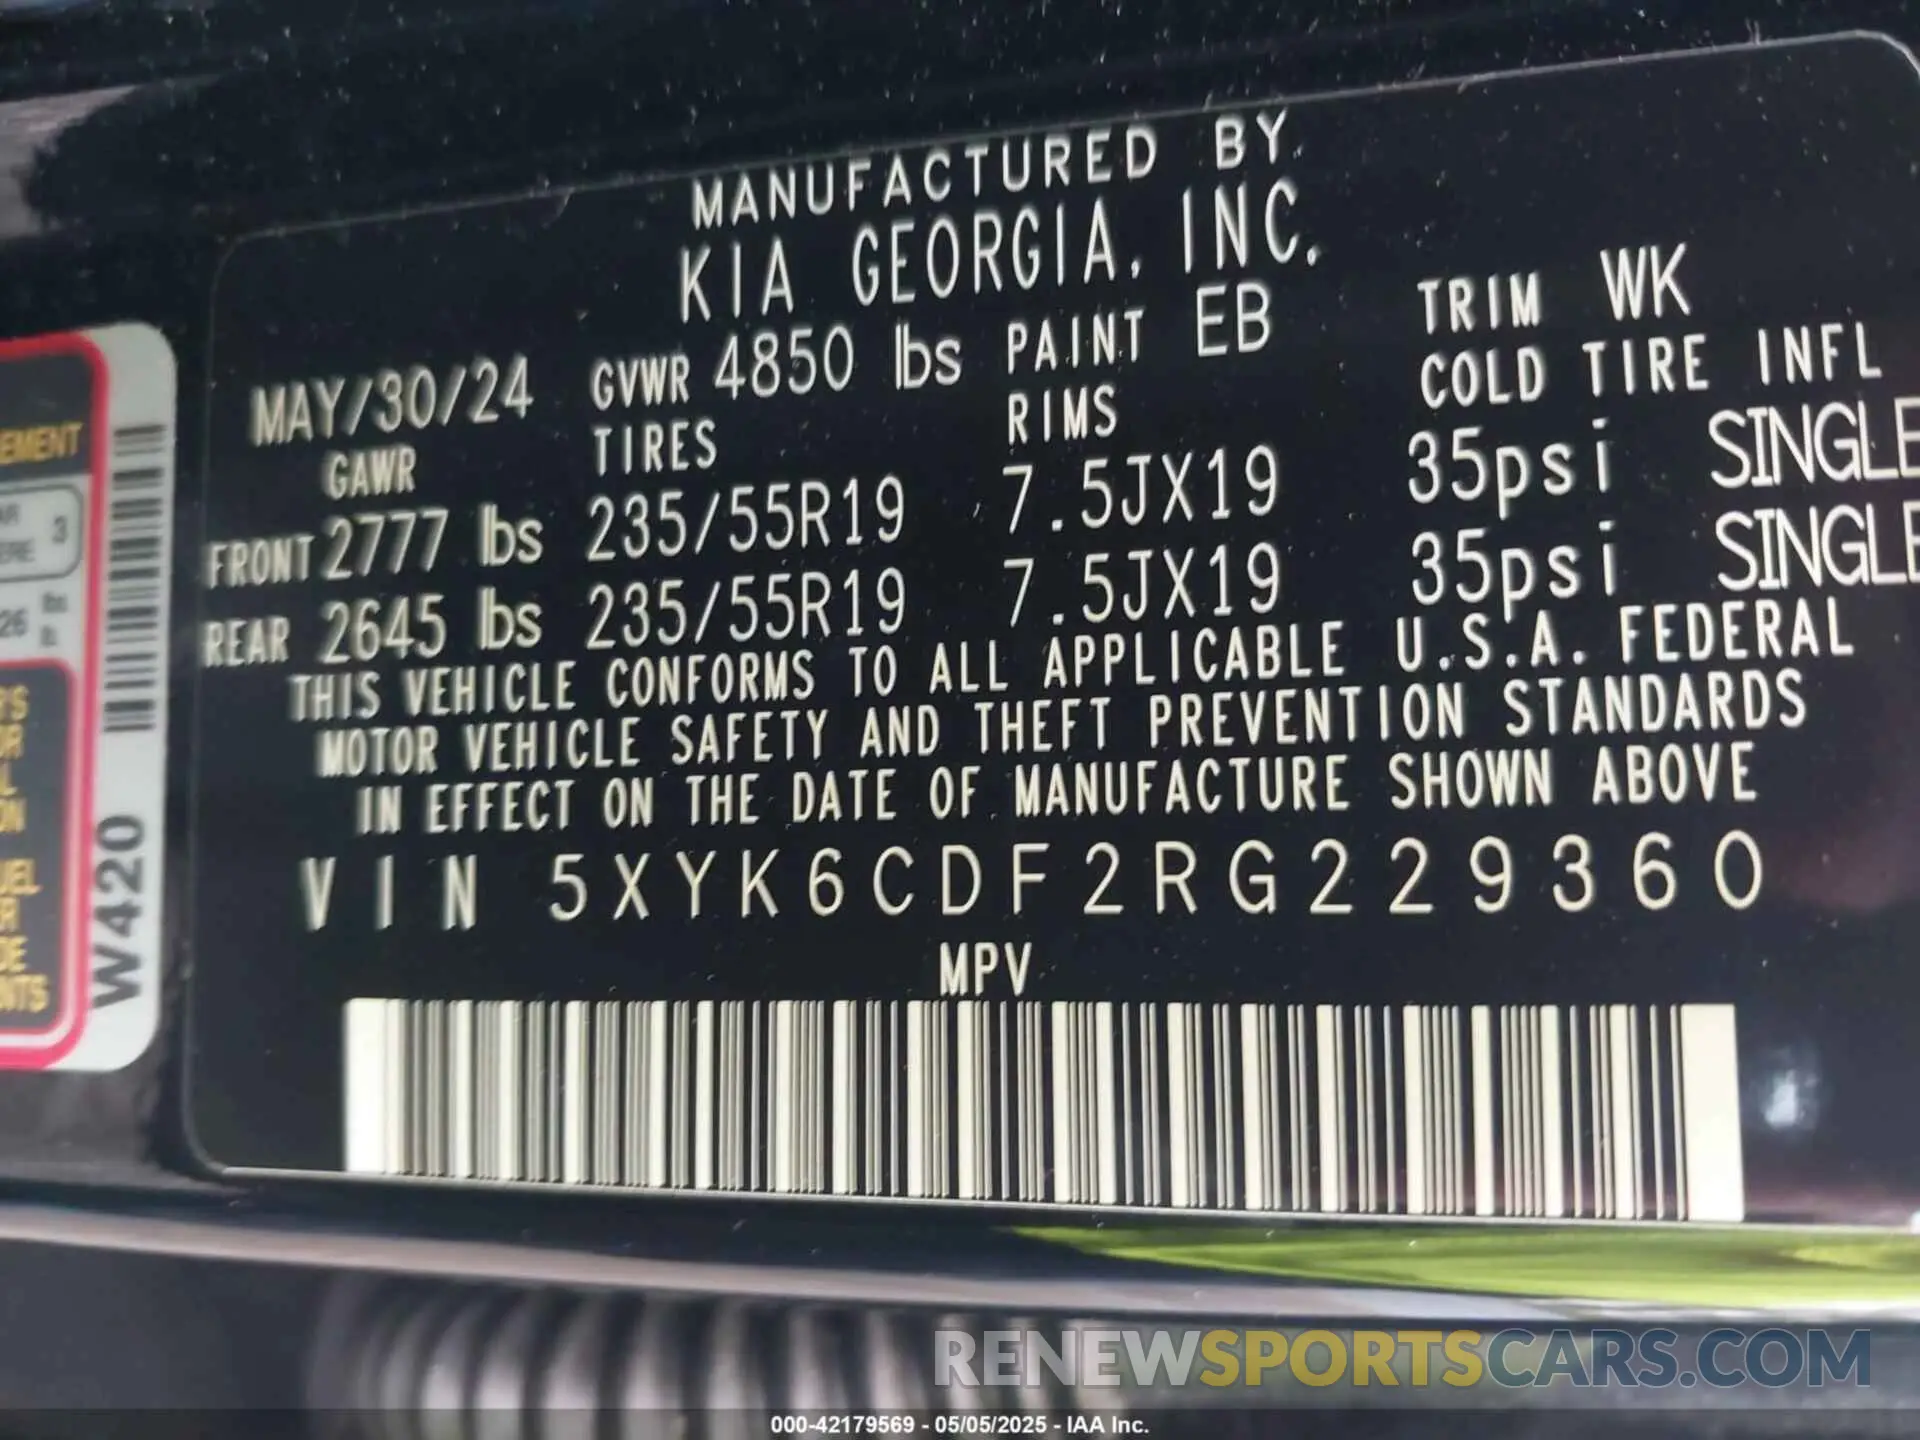 MANUFACTURED BY
KIA GEORGIA, INC.
MAY/30/24 GVWR 4850 lbs PAINT EB TRIM WK
GAWR TIRES RIMS COLD TIRE INFL
FRONT 2777 lbs 235/55R19 7.5JX19 35psi SINGLE
REAR 2645 lbs 235/55R19 7.5JX19 35psi SINGLE
THIS VEHICLE CONFORMS TO ALL APPLICABLE U.S.A. FEDERAL
MOTOR VEHICLE SAFETY AND THEFT PREVENTION STANDARDS
IN EFFECT ON THE DATE OF MANUFACTURE SHOWN ABOVE
VIN 5XYK6CDF2RG229360
MPV
W420
3
26 lbs
RENEWSPORTSCARS.COM
000-42179569 - 05/05/2025 - IAA Inc.